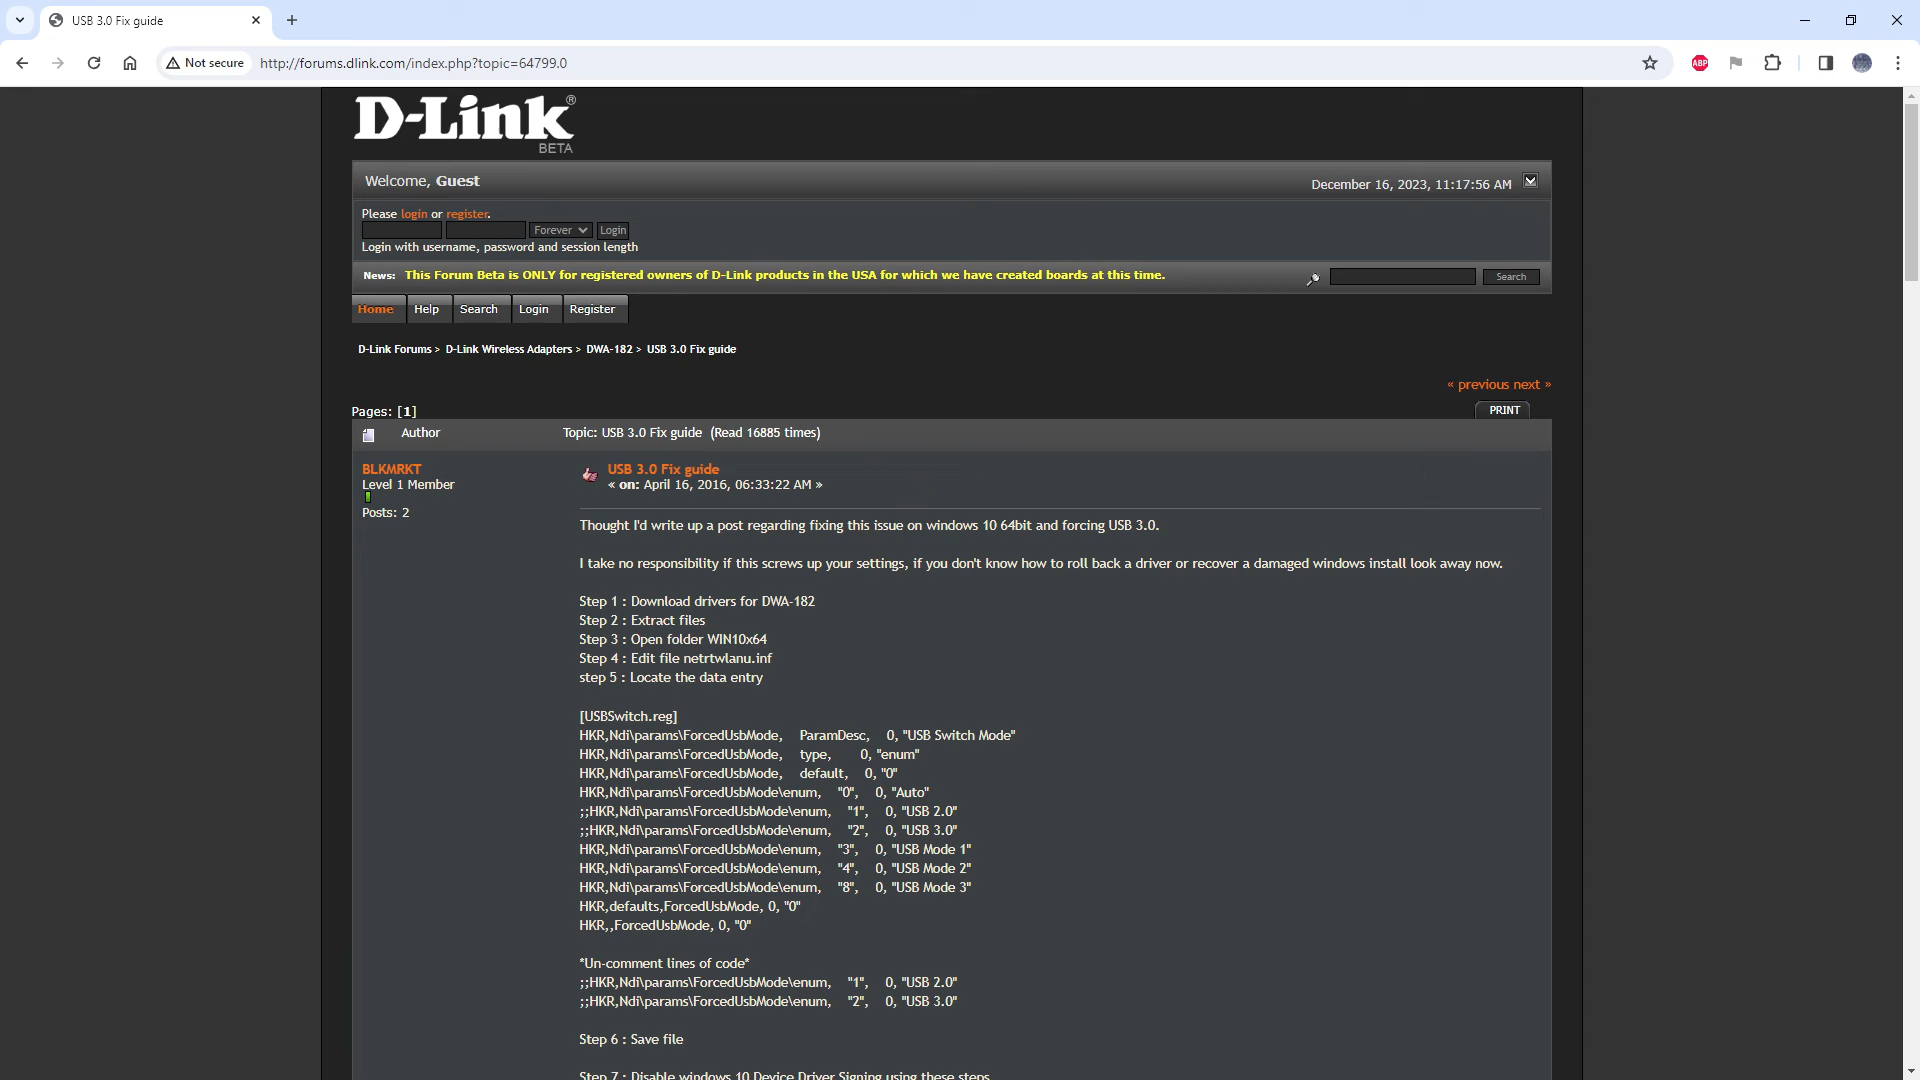 USB 3.0 Fix guide
Not secure
http://forums.dlink.com/index.php?topic=64799.0
ABP
D-Link®
BETA
Welcome, Guest
December 16, 2023, 11:17:56 AM
Please login or register.
Forever
Login
Login with username, password and session length
News: This Forum Beta is ONLY for registered owners of D-Link products in the USA for which we have created boards at this time.
Search
Home
Help
Search
Login
Register
D-Link Forums > D-Link Wireless Adapters > DWA-182 > USB 3.0 Fix guide
« previous next »
Pages: [1]
PRINT
Author
Topic: USB 3.0 Fix guide (Read 16885 times)
BLKMRKT
Level 1 Member
Posts: 2
USB 3.0 Fix guide
« on: April 16, 2016, 06:33:22 AM »
Thought I'd write up a post regarding fixing this issue on windows 10 64bit and forcing USB 3.0.
I take no responsibility if this screws up your settings, if you don't know how to roll back a driver or recover a damaged windows install look away now.
Step 1 : Download drivers for DWA-182
Step 2 : Extract files
Step 3 : Open folder WIN10x64
Step 4 : Edit file netrtwlanu.inf
step 5 : Locate the data entry
[USBSwitch.reg]
HKR,Ndi\params\ForcedUsbMode, ParamDesc, 0, "USB Switch Mode"
HKR,Ndi\params\ForcedUsbMode, type, 0, "enum"
HKR,Ndi\params\ForcedUsbMode, default, 0, "0"
HKR,Ndi\params\ForcedUsbMode\enum, "0", 0, "Auto"
;;HKR,Ndi\params\ForcedUsbMode\enum, "1", 0, "USB 2.0"
;;HKR,Ndi\params\ForcedUsbMode\enum, "2", 0, "USB 3.0"
HKR,Ndi\params\ForcedUsbMode\enum, "3", 0, "USB Mode 1"
HKR,Ndi\params\ForcedUsbMode\enum, "4", 0, "USB Mode 2"
HKR,Ndi\params\ForcedUsbMode\enum, "8", 0, "USB Mode 3"
HKR,defaults,ForcedUsbMode, 0, "0"
HKR,,ForcedUsbMode, 0, "0"
*Un-comment lines of code*
;;HKR,Ndi\params\ForcedUsbMode\enum, "1", 0, "USB 2.0"
;;HKR,Ndi\params\ForcedUsbMode\enum, "2", 0, "USB 3.0"
Step 6 : Save file
Step 7 : Disable windows 10 Device Driver Signing using these steps